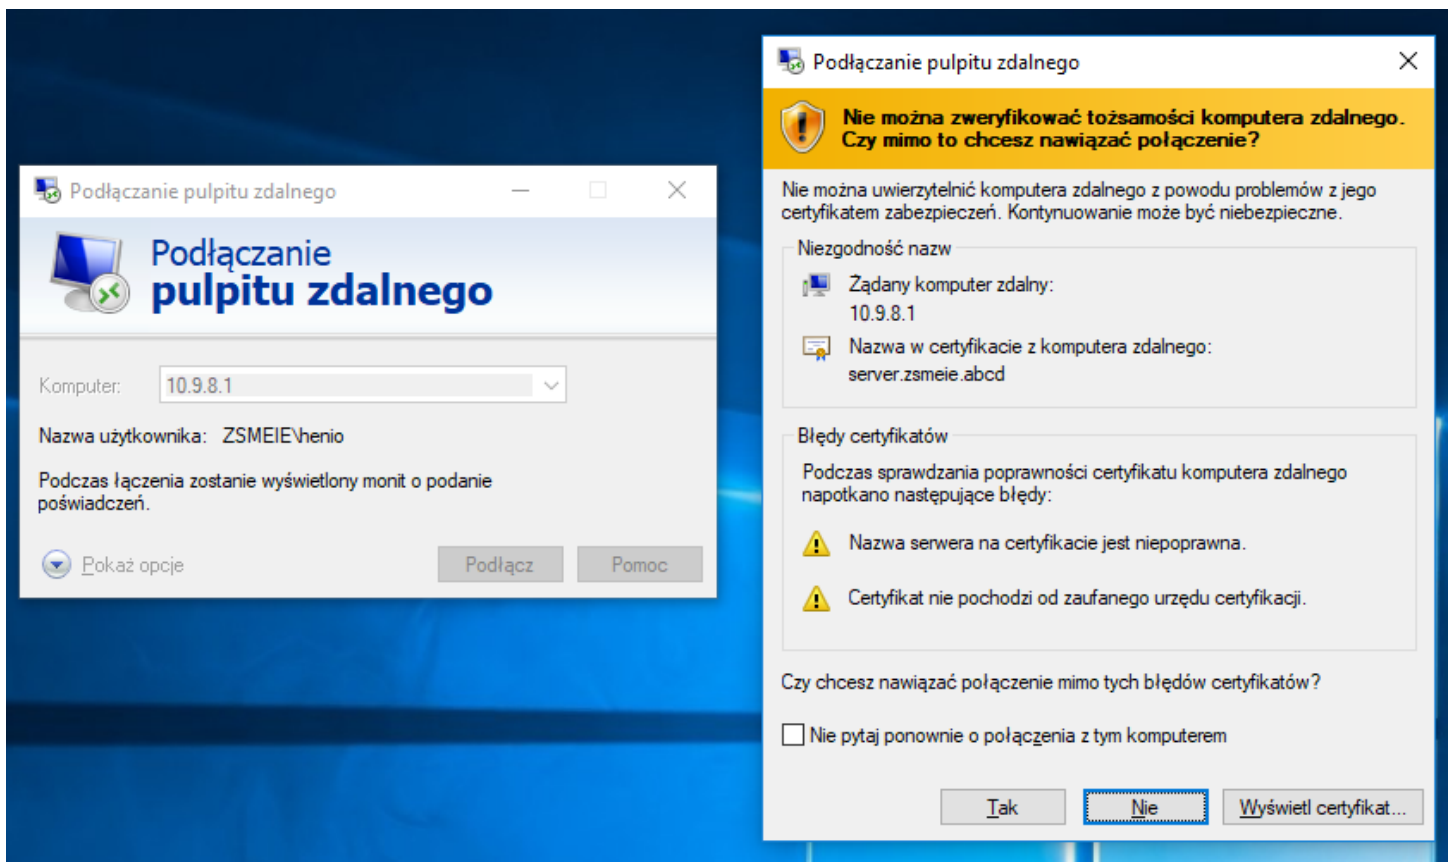 Podłączanie pulpitu zdalnego
Podłączanie
pulpitu zdalnego
Komputer:
10.9.8.1
Nazwa użytkownika: ZSMEIE\henio
Podczas łączenia zostanie wyświetlony monit o podanie
poświadczeń.
Pokaż opcje
Podłącz
Pomoc
Podłączanie pulpitu zdalnego
Nie można zweryfikować tożsamości komputera zdalnego.
Czy mimo to chcesz nawiązać połączenie?
Nie można uwierzytelnić komputera zdalnego z powodu problemów z jego
certyfikatem zabezpieczeń. Kontynuowanie może być niebezpieczne.
Niezgodność nazw
Żądany komputer zdalny:
10.9.8.1
Nazwa w certyfikacie z komputera zdalnego:
server.zsmeie.abcd
Błędy certyfikatów
Podczas sprawdzania poprawności certyfikatu komputera zdalnego
napotkano następujące błędy:
Nazwa serwera na certyfikacie jest niepoprawna.
Certyfikat nie pochodzi od zaufanego urzędu certyfikacji.
Czy chcesz nawiązać połączenie mimo tych błędów certyfikatów?
Nie pytaj ponownie o połączenia z tym komputerem
Tak
Nie
Wyświetl certyfikat...